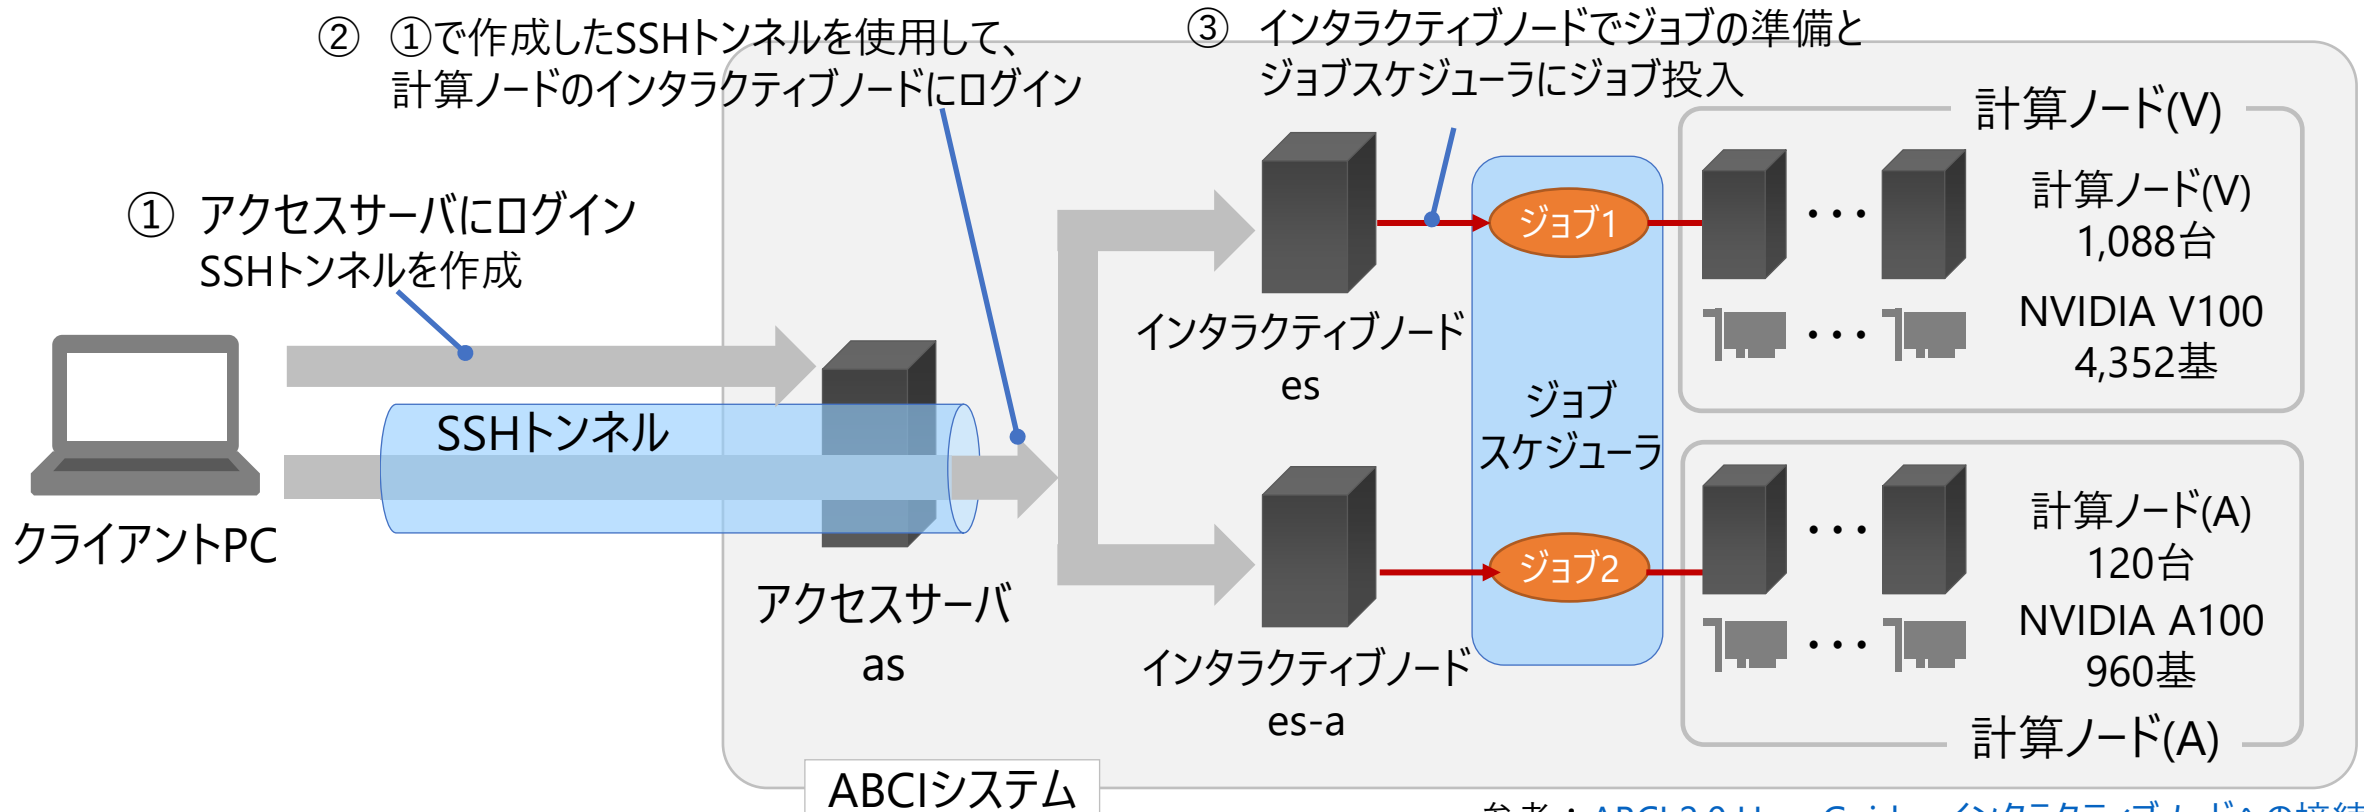 ② ①で作成したSSHトンネルを使用して、
計算ノードのインタラクティブノードにログイン
③ インタラクティブノードでジョブの準備と
ジョブスケジューラにジョブ投入
① アクセスサーバにログイン
SSHトンネルを作成
クライアントPC
SSHトンネル
アクセスサーバ
as
インタラクティブノード
es
インタラクティブノード
es-a
ジョブ1
ジョブ
スケジューラ
ジョブ2
計算ノード(V)
計算ノード(V)
1,088台
NVIDIA V100
4,352基
計算ノード(A)
120台
NVIDIA A100
960基
計算ノード(A)
ABCIシステム